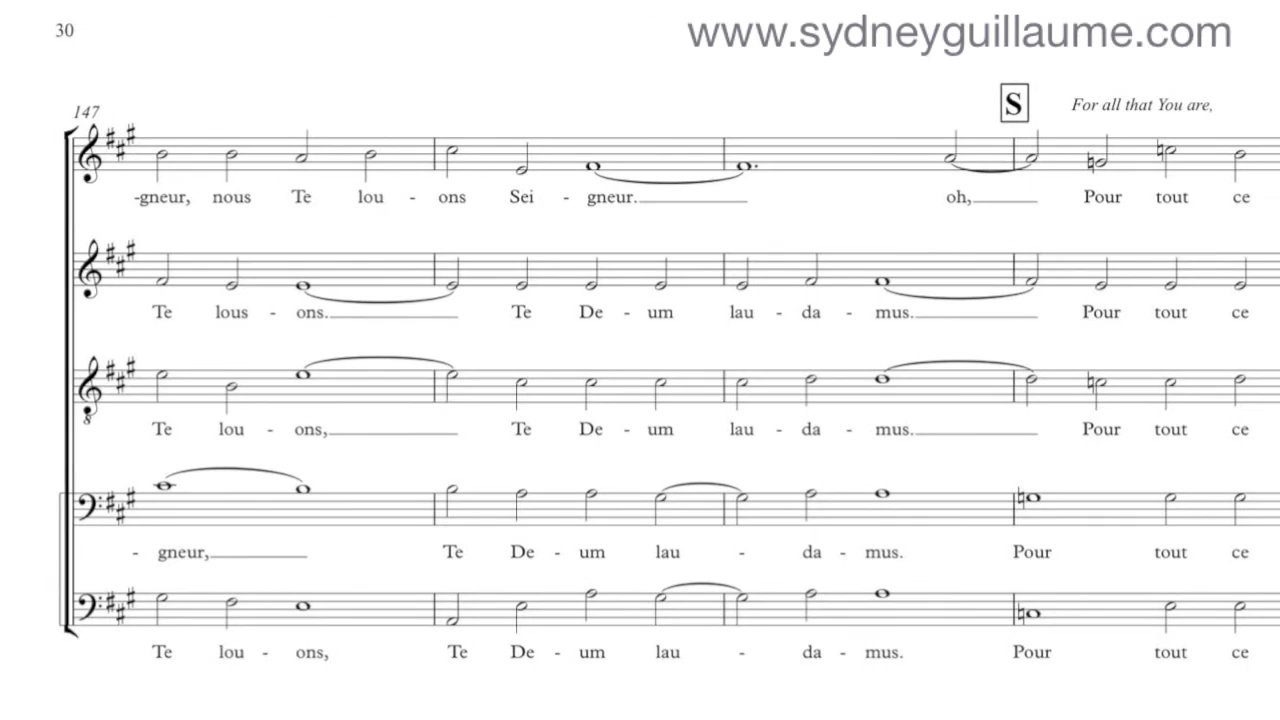 30
www.sydneyguillaume.com
S For all that You are,
147
-gneur, nous Te lou - ons Sei - gneur. oh, Pour tout ce
Te lous - ons. Te De - um lau - da - mus. Pour tout ce
8
Te lou - ons, Te De - um lau - da - mus. Pour tout ce
- gneur, Te De - um lau - da - mus. Pour tout ce
Te lou - ons, Te De - um lau - da - mus. Pour tout ce